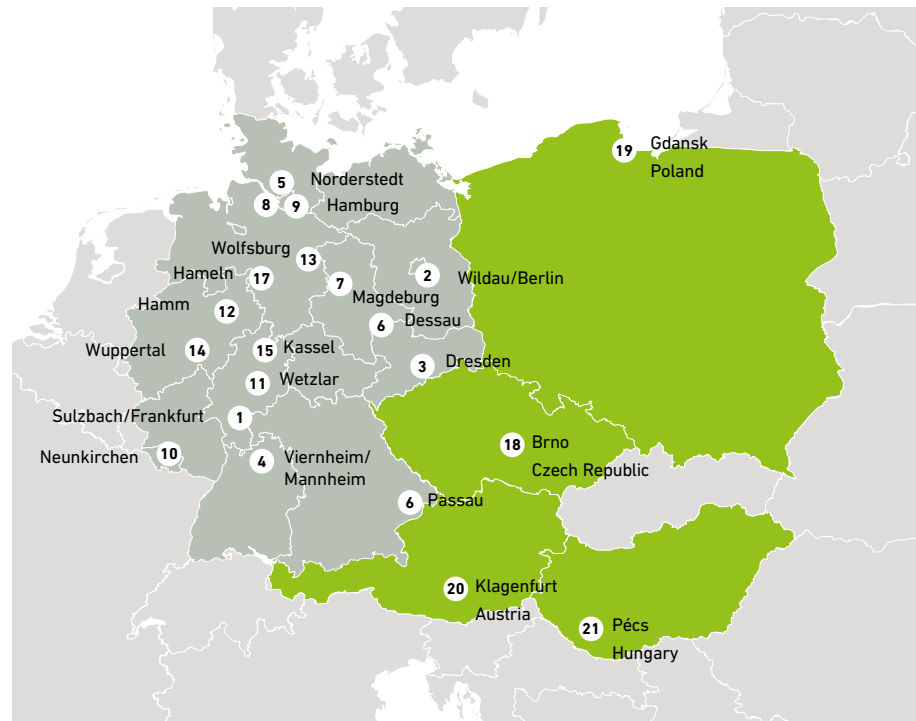 19 Gdansk
Poland
5 Norderstedt
8 9 Hamburg
Wolfsburg 13
Hameln 17
7 Magdeburg
2 Wildau/Berlin
Hamm 12
6 Dessau
Wuppertal 14
15 Kassel
3 Dresden
11 Wetzlar
Sulzbach/Frankfurt 1
Neunkirchen 10
4 Viernheim/
Mannheim
18 Brno
Czech Republic
6 Passau
20 Klagenfurt
Austria
21 Pécs
Hungary